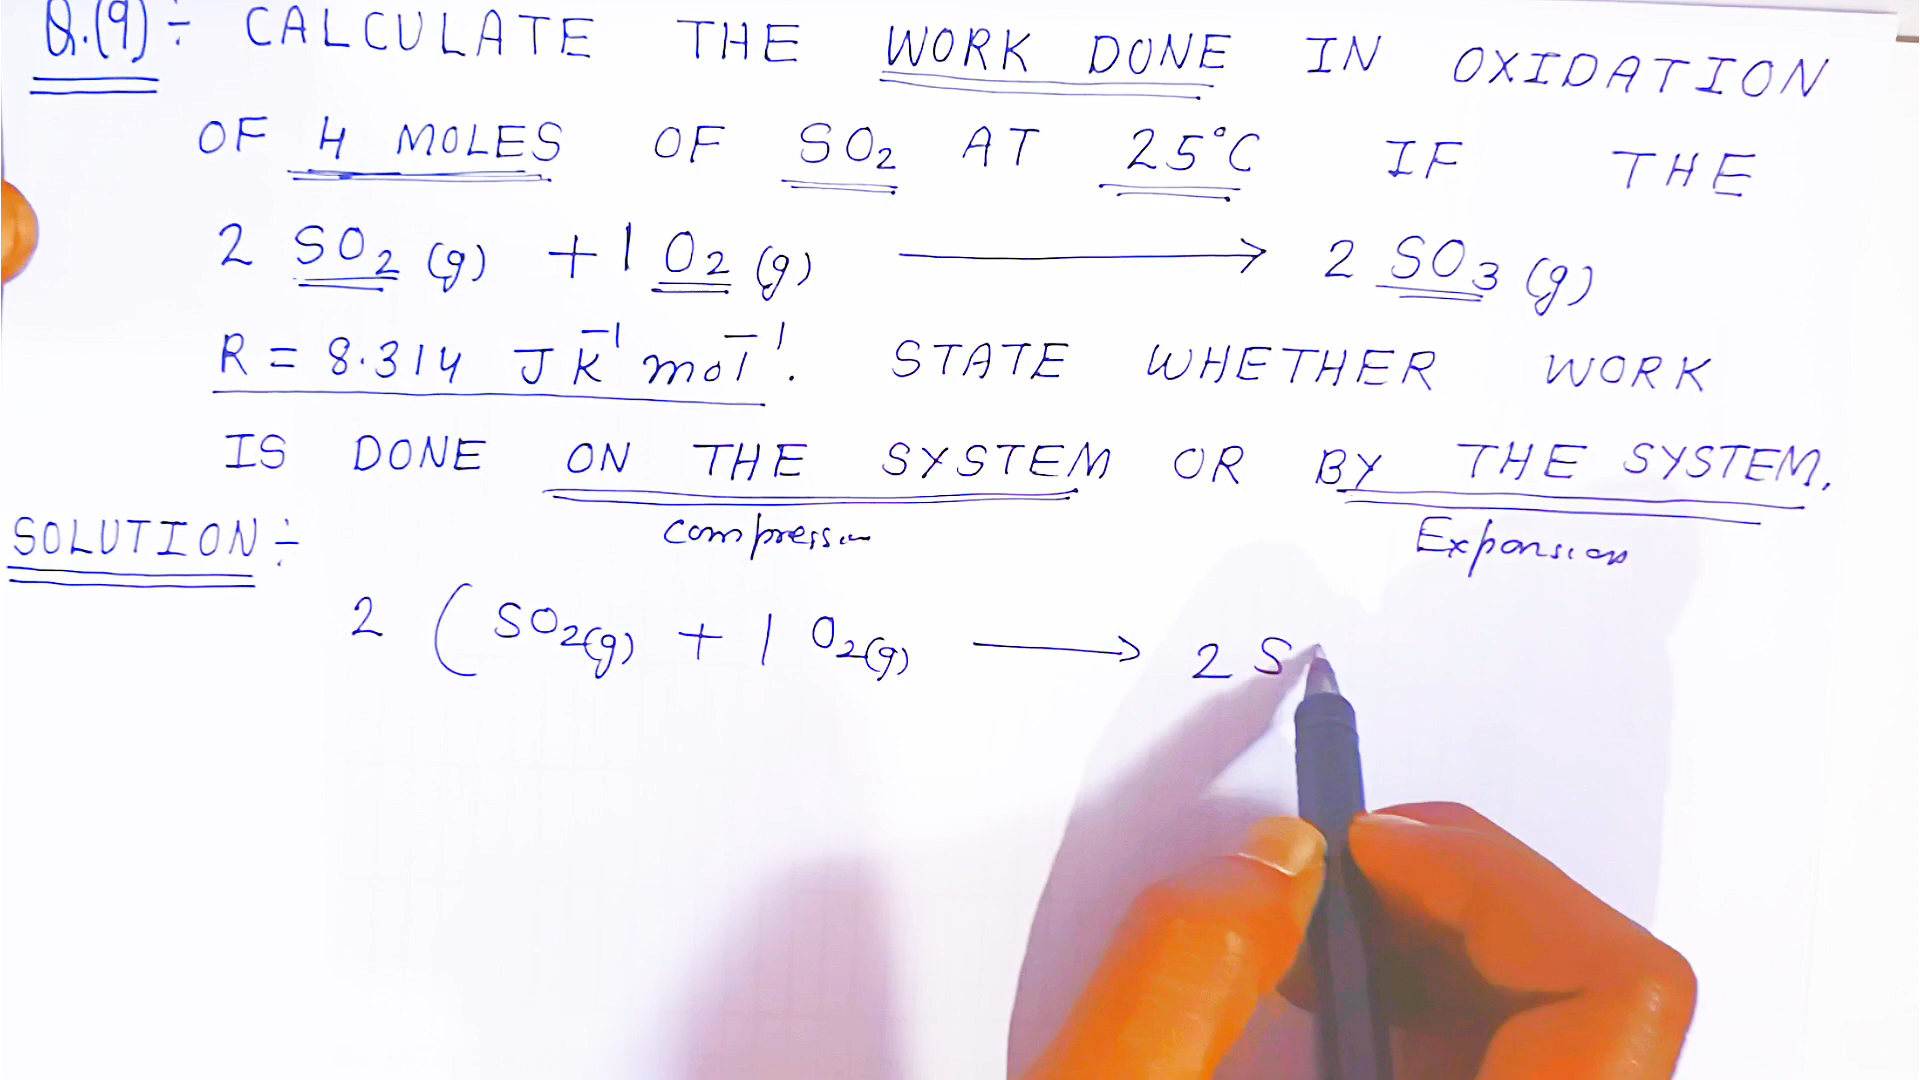 Q.(9)÷ CALCULATE THE WORK DONE IN OXIDATION
OF 4 MOLES OF SO₂ AT 25°C IF THE
2 SO₂ (g) + 1 O₂ (g) ⟶ 2 SO₃ (g)
R = 8.314 J K⁻¹ mol⁻¹. STATE WHETHER WORK
IS DONE ON THE SYSTEM OR BY THE SYSTEM.
compression Expansion
SOLUTION ÷
2 ( SO₂(g) + 1 O₂(g) ⟶ 2 S